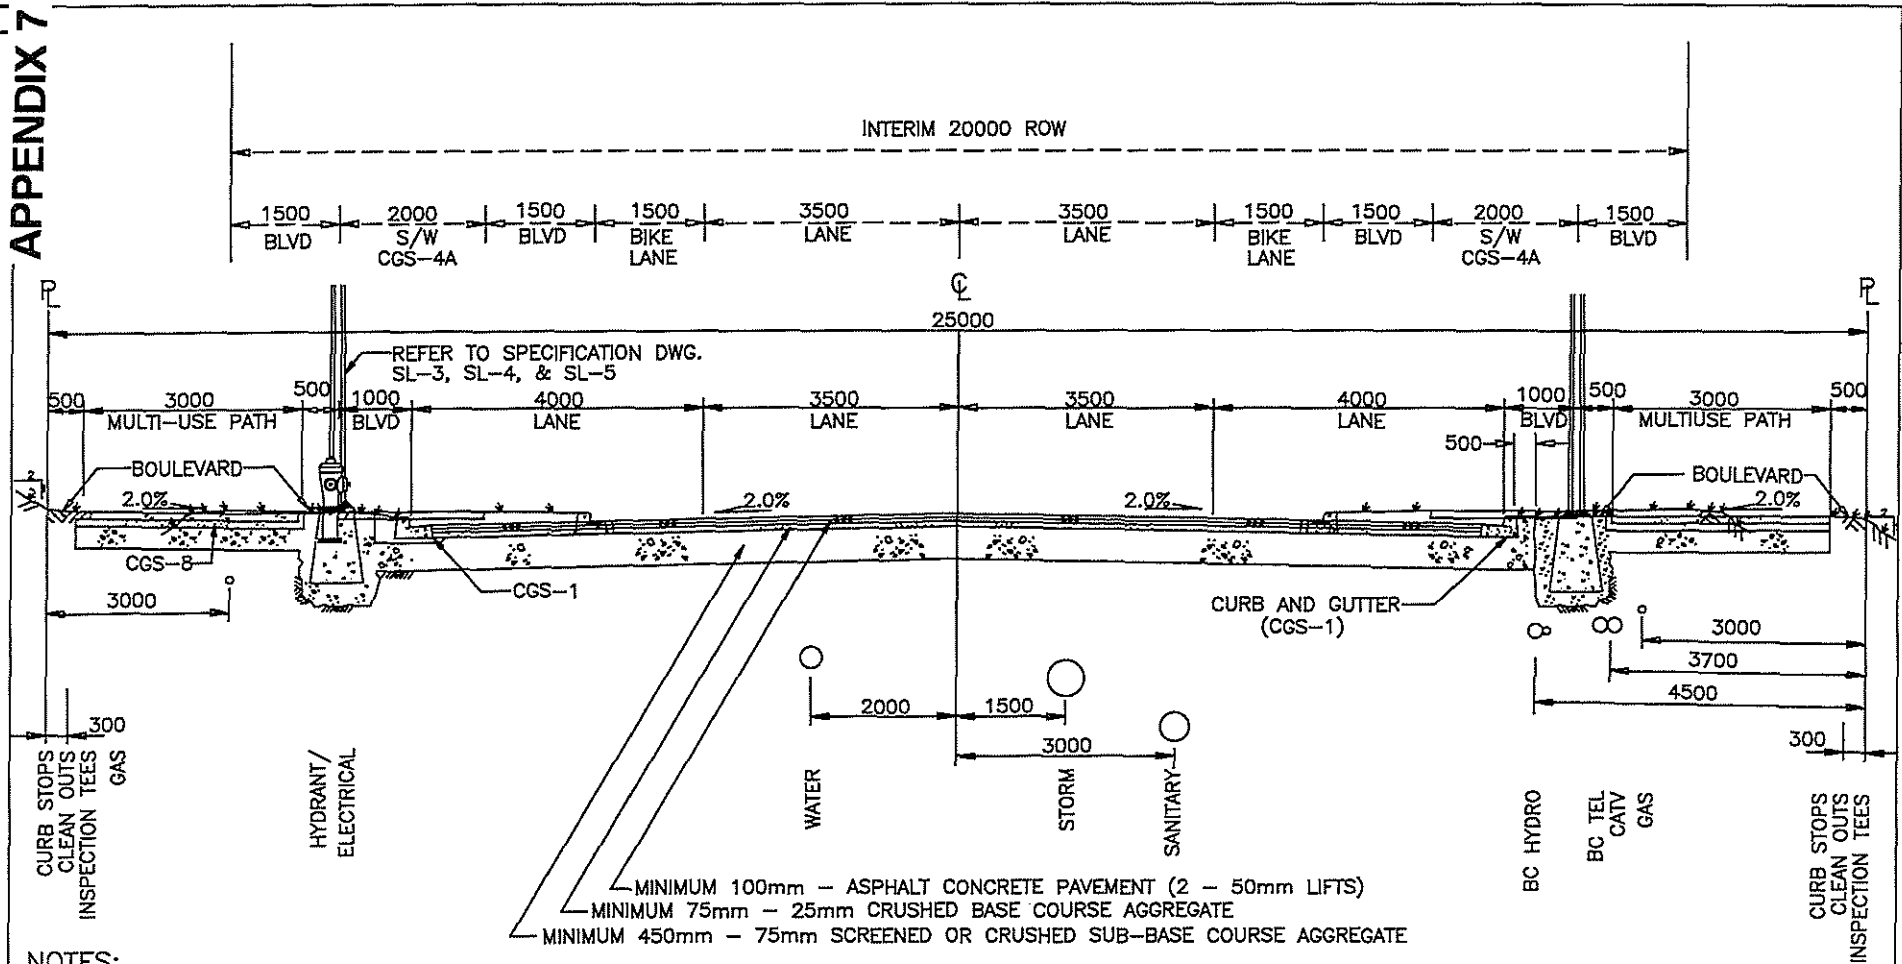 APPENDIX 7
INTERIM 20000 ROW
1500 2000 1500 1500 3500 3500 1500 1500 2000 1500
BLVD S/W BLVD BIKE LANE LANE BIKE BLVD S/W BLVD
CGS-4A LANE LANE CGS-4A
PL CL PL
25000
REFER TO SPECIFICATION DWG.
SL-3, SL-4, & SL-5
500 3000 500 1000 4000 3500 3500 4000 1000 500 3000 500
MULTI-USE PATH BLVD LANE LANE LANE LANE BLVD MULTIUSE PATH
500
BOULEVARD BOULEVARD
2.0% 2.0% 2.0% 2.0%
CGS-8
CGS-1
CURB AND GUTTER
(CGS-1)
3000 3000
3700
2000 1500 4500
300 3000 300
CURB STOPS
CLEAN OUTS
INSPECTION TEES
GAS
HYDRANT/
ELECTRICAL
WATER
STORM
SANITARY
BC HYDRO
BC TEL
CATV
GAS
CURB STOPS
CLEAN OUTS
INSPECTION TEES
MINIMUM 100mm - ASPHALT CONCRETE PAVEMENT (2 - 50mm LIFTS)
MINIMUM 75mm - 25mm CRUSHED BASE COURSE AGGREGATE
MINIMUM 450mm - 75mm SCREENED OR CRUSHED SUB-BASE COURSE AGGREGATE
NOTES: